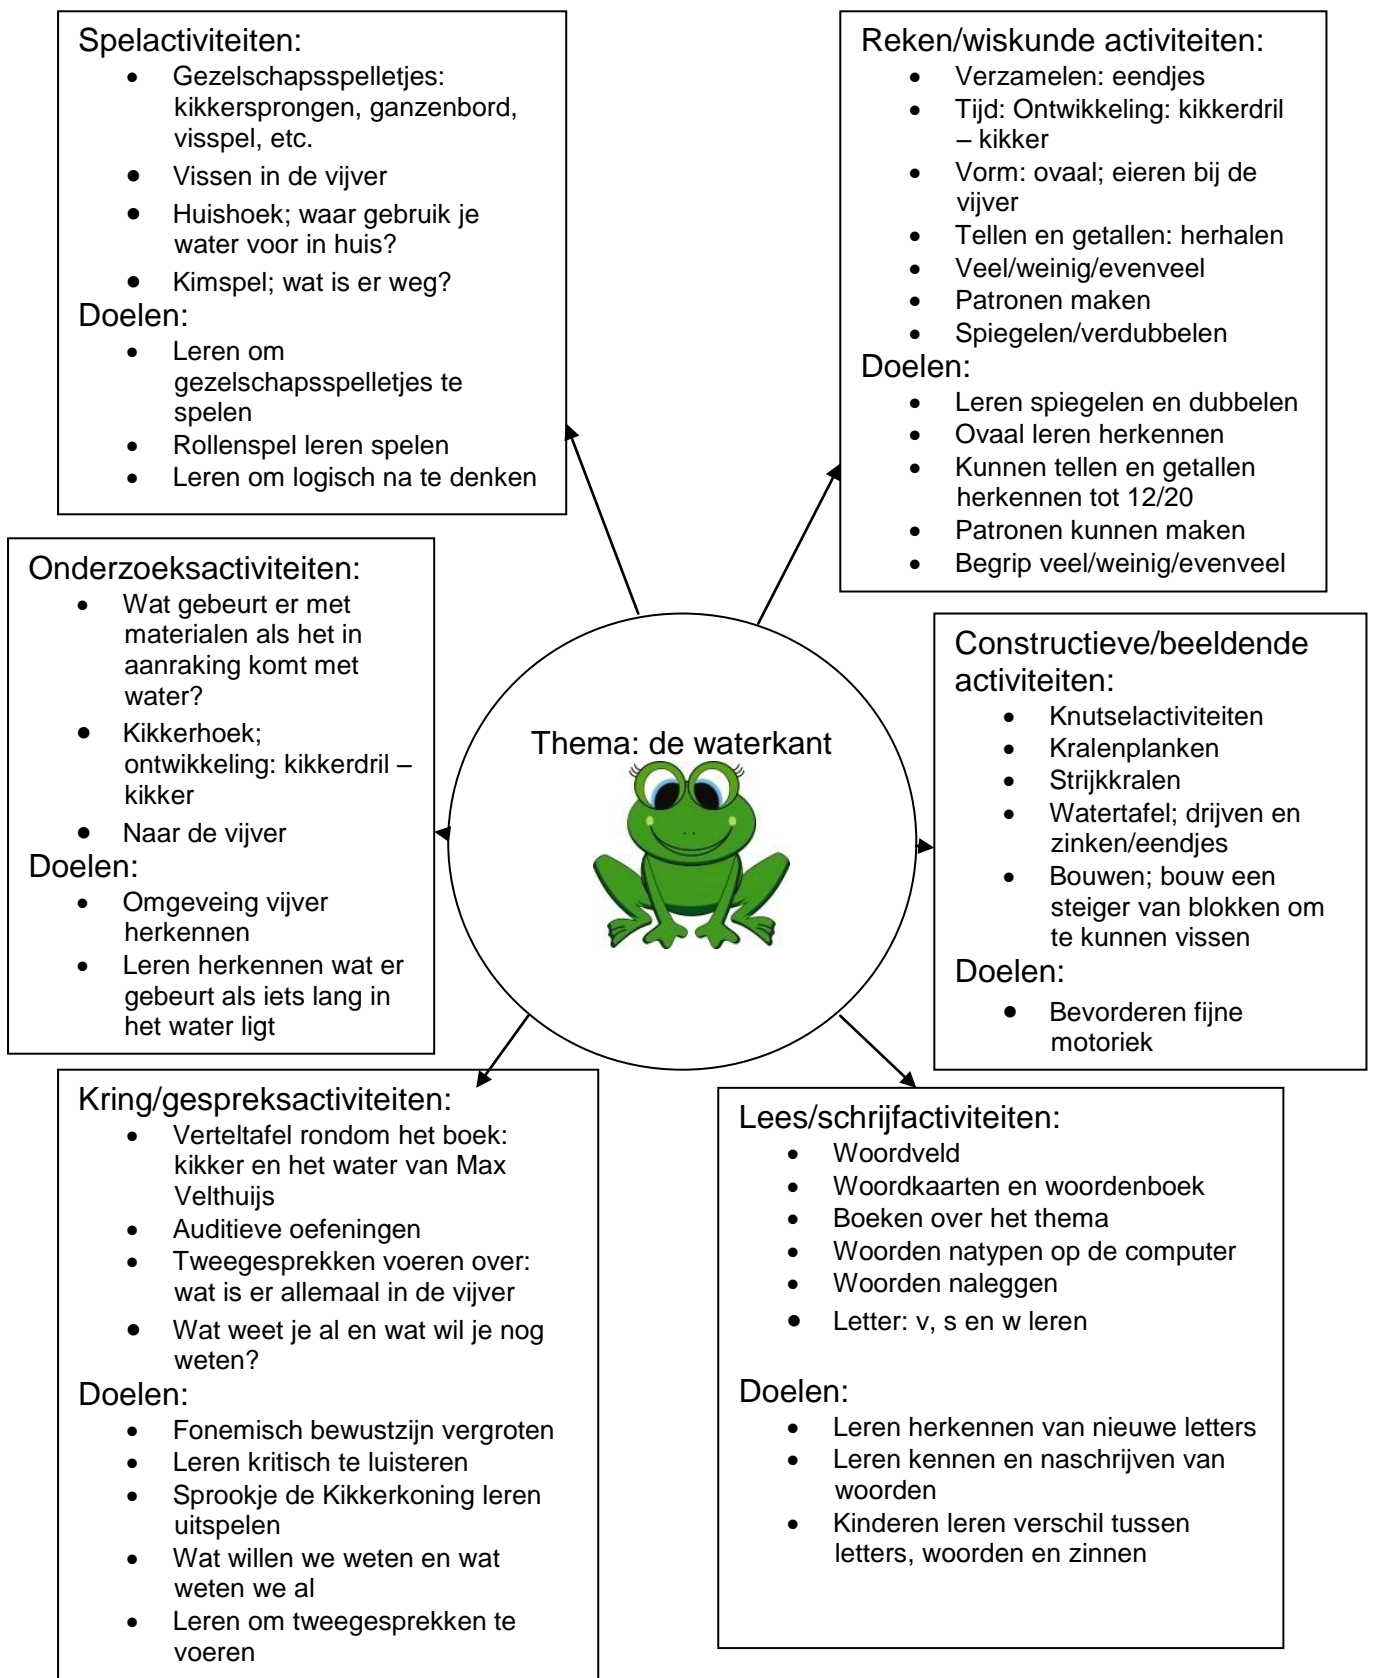 Spelactiviteiten:
• Gezelschapsspelletjes:
kikkersprongen, ganzenbord,
visspel, etc.
• Vissen in de vijver
• Huishoek; waar gebruik je
water voor in huis?
• Kimspel; wat is er weg?
Doelen:
• Leren om
gezelschapsspelletjes te
spelen
• Rollenspel leren spelen
• Leren om logisch na te denken
Reken/wiskunde activiteiten:
• Verzamelen: eendjes
• Tijd: Ontwikkeling: kikkerdril
– kikker
• Vorm: ovaal; eieren bij de
vijver
• Tellen en getallen: herhalen
• Veel/weinig/evenveel
• Patronen maken
• Spiegelen/verdubbelen
Doelen:
• Leren spiegelen en dubbelen
• Ovaal leren herkennen
• Kunnen tellen en getallen
herkennen tot 12/20
• Patronen kunnen maken
• Begrip veel/weinig/evenveel
Onderzoeksactiviteiten:
• Wat gebeurt er met
materialen als het in
aanraking komt met
water?
• Kikkerhoek;
ontwikkeling: kikkerdril –
kikker
• Naar de vijver
Doelen:
• Omgeveing vijver
herkennen
• Leren herkennen wat er
gebeurt als iets lang in
het water ligt
Thema: de waterkant
Constructieve/beeldende
activiteiten:
• Knutselactiviteiten
• Kralenplanken
• Strijkkralen
• Watertafel; drijven en
zinken/eendjes
• Bouwen; bouw een
steiger van blokken om
te kunnen vissen
Doelen:
• Bevorderen fijne
motoriek
Kring/gespreksactiviteiten:
• Verteltafel rondom het boek:
kikker en het water van Max
Velthuijs
• Auditieve oefeningen
• Tweegesprekken voeren over:
wat is er allemaal in de vijver
• Wat weet je al en wat wil je nog
weten?
Doelen:
• Fonemisch bewustzijn vergroten
• Leren kritisch te luisteren
• Sprookje de Kikkerkoning leren
uitspelen
• Wat willen we weten en wat
weten we al
• Leren om tweegesprekken te
voeren
Lees/schrijfactiviteiten:
• Woordveld
• Woordkaarten en woordenboek
• Boeken over het thema
• Woorden natypen op de computer
• Woorden naleggen
• Letter: v, s en w leren
Doelen:
• Leren herkennen van nieuwe letters
• Leren kennen en naschrijven van
woorden
• Kinderen leren verschil tussen
letters, woorden en zinnen